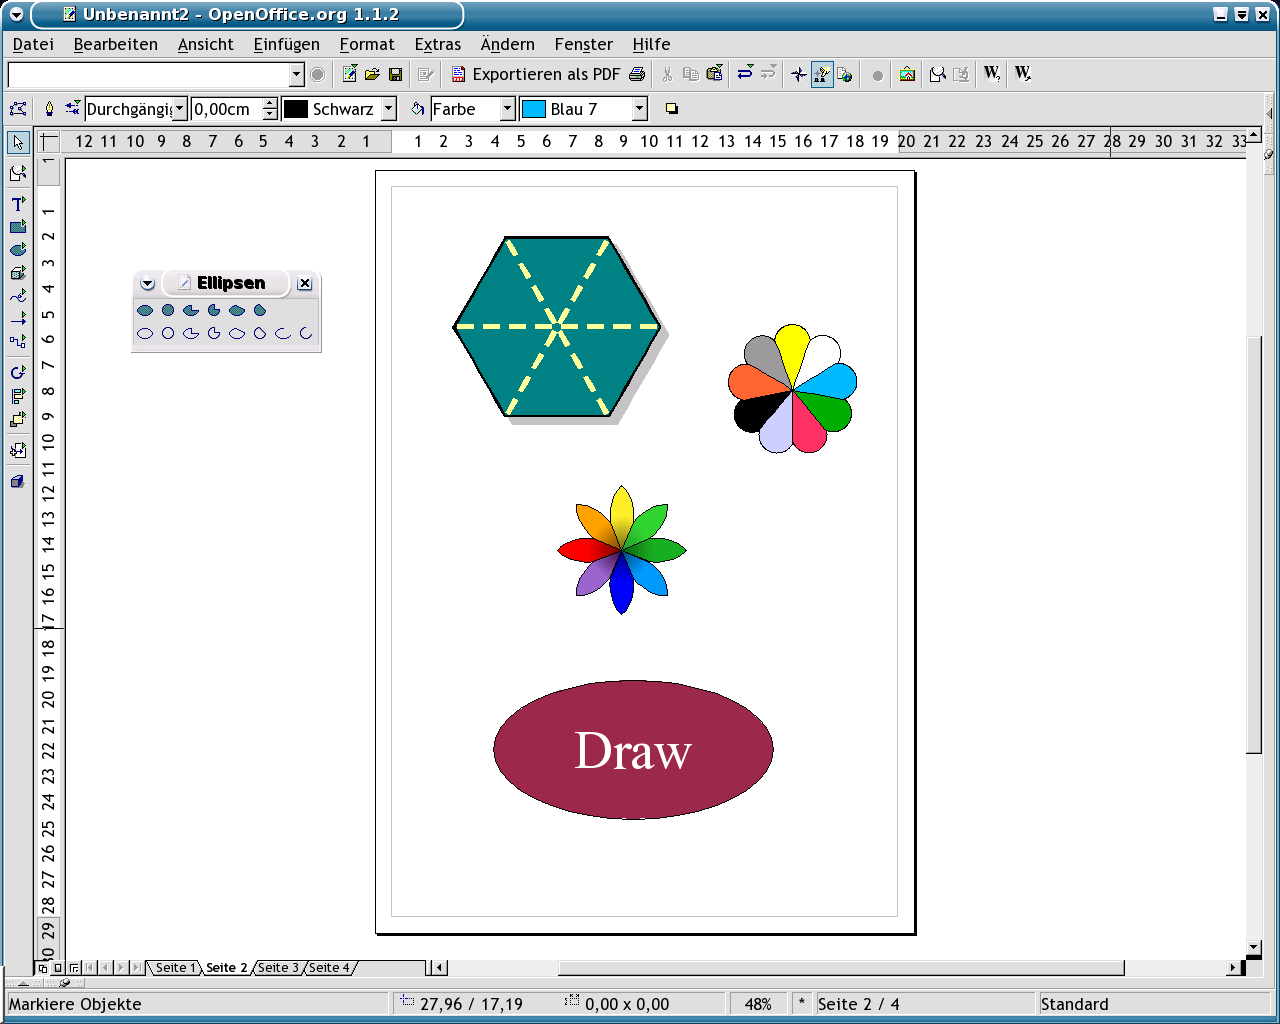 Unbenannt2 - OpenOffice.org 1.1.2
Datei Bearbeiten Ansicht Einfügen Format Extras Ändern Fenster Hilfe
Exportieren als PDF
Durchgängig 0,00cm Schwarz Farbe Blau 7
12 11 10 9 8 7 6 5 4 3 2 1 1 2 3 4 5 6 7 8 9 10 11 12 13 14 15 16 17 18 19 20 21 22 23 24 25 26 27 28 29 30 31 32 33
1 1 2 3 4 5 6 7 8 9 10 11 12 13 14 15 16 17 18 19 20 21 22 23 24 25 26 27 28 29 30
Ellipsen
Draw
Seite 1 Seite 2 Seite 3 Seite 4
Markiere Objekte 27,96 / 17,19 0,00 x 0,00 48% * Seite 2 / 4 Standard